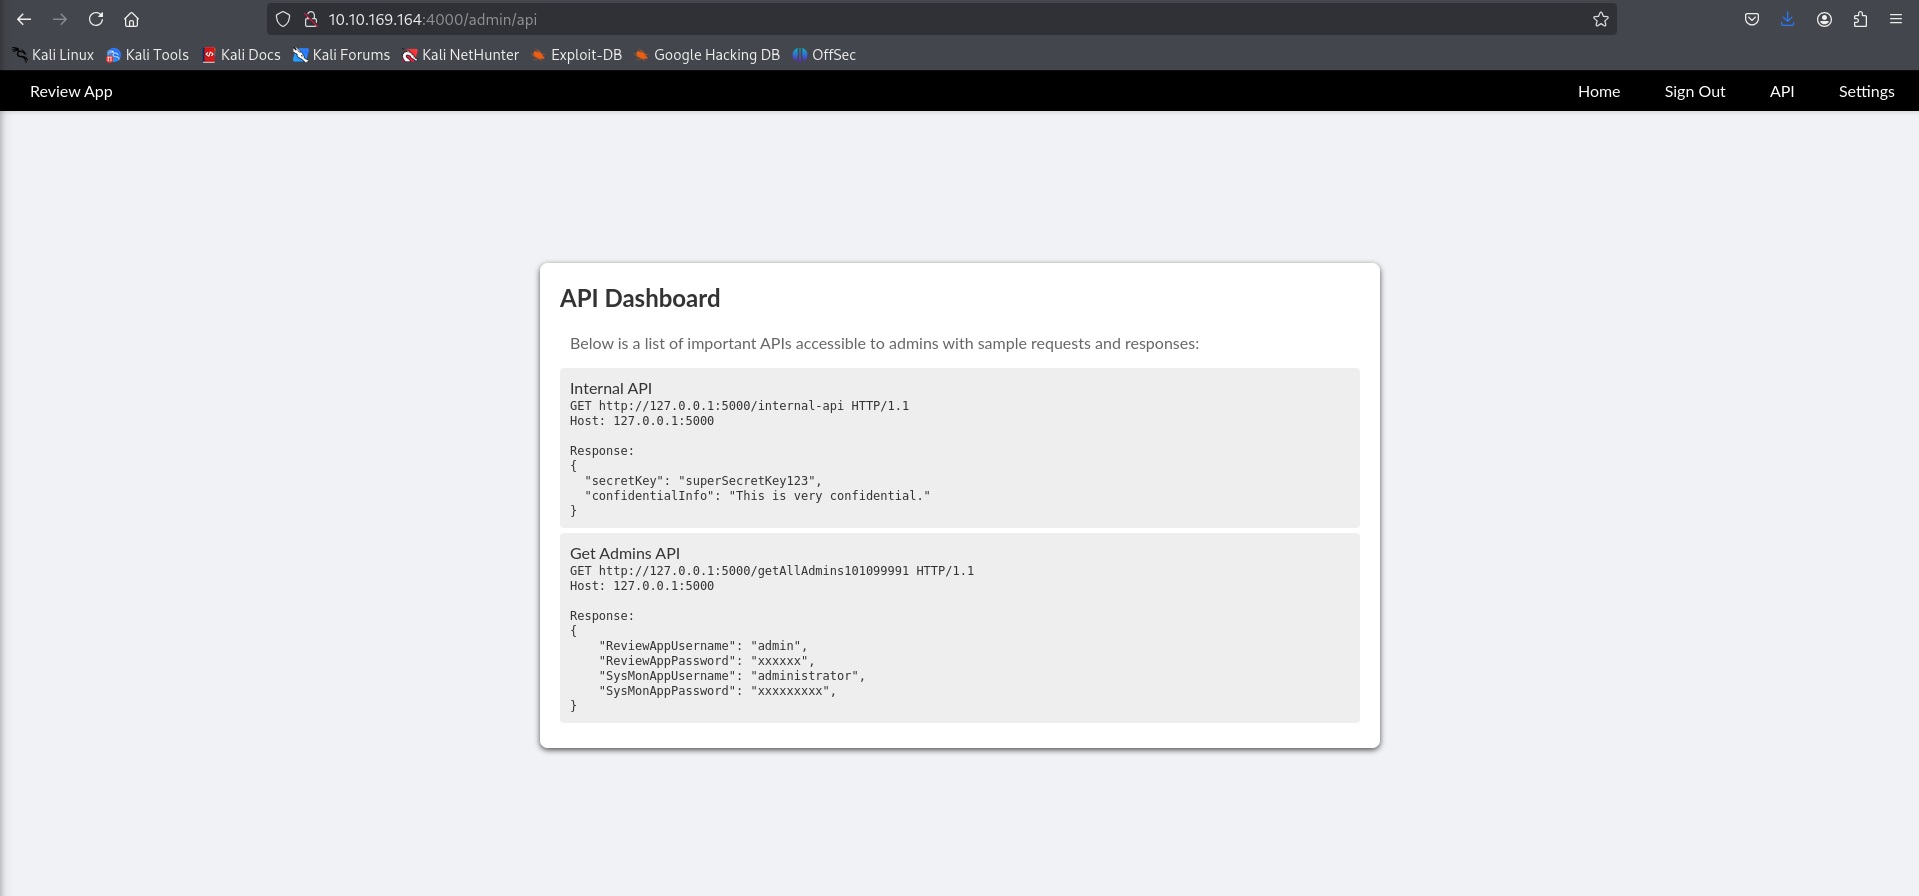 10.10.169.164:4000/admin/api
Kali Linux Kali Tools Kali Docs Kali Forums Kali NetHunter Exploit-DB Google Hacking DB OffSec
Review App Home Sign Out API Settings
API Dashboard
Below is a list of important APIs accessible to admins with sample requests and responses:
Internal API
GET http://127.0.0.1:5000/internal-api HTTP/1.1
Host: 127.0.0.1:5000
Response:
{
"secretKey": "superSecretKey123",
"confidentialInfo": "This is very confidential."
}
Get Admins API
GET http://127.0.0.1:5000/getAllAdmins101099991 HTTP/1.1
Host: 127.0.0.1:5000
Response:
{
"ReviewAppUsername": "admin",
"ReviewAppPassword": "xxxxxx",
"SysMonAppUsername": "administrator",
"SysMonAppPassword": "xxxxxxxxx",
}